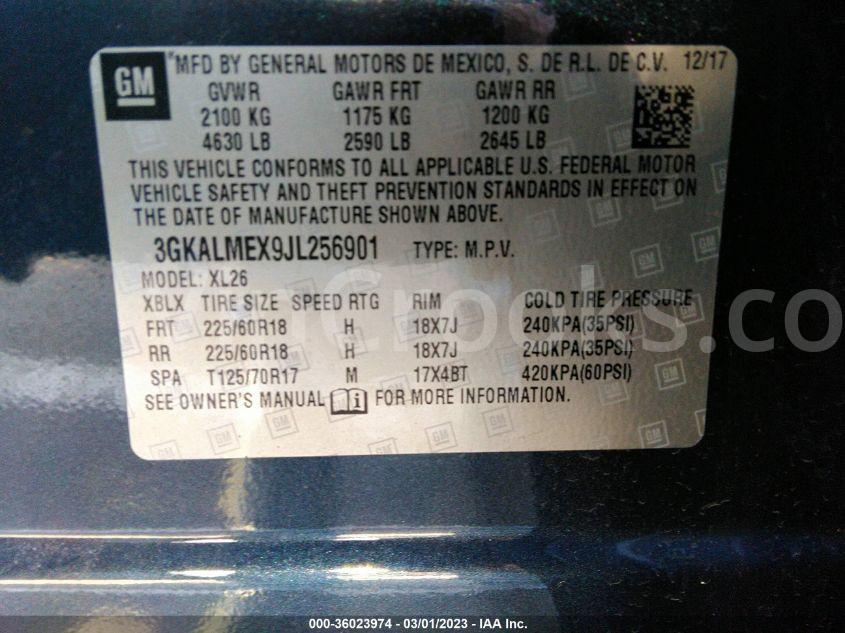 GM *MFD BY GENERAL MOTORS DE MEXICO, S. DE R.L. DE C.V. 12/17
GVWR GAWR FRT GAWR RR
2100 KG 1175 KG 1200 KG
4630 LB 2590 LB 2645 LB
THIS VEHICLE CONFORMS TO ALL APPLICABLE U.S. FEDERAL MOTOR
VEHICLE SAFETY AND THEFT PREVENTION STANDARDS IN EFFECT ON
THE DATE OF MANUFACTURE SHOWN ABOVE.
3GKALMEX9JL256901 TYPE: M.P.V.
MODEL: XL26
XBLX TIRE SIZE SPEED RTG RIM COLD TIRE PRESSURE
FRT 225/60R18 H 18X7J 240KPA(35PSI)
RR 225/60R18 H 18X7J 240KPA(35PSI)
SPA T125/70R17 M 17X4BT 420KPA(60PSI)
SEE OWNER'S MANUAL FOR MORE INFORMATION.
000-36023974 — 03/01/2023 — IAA Inc.